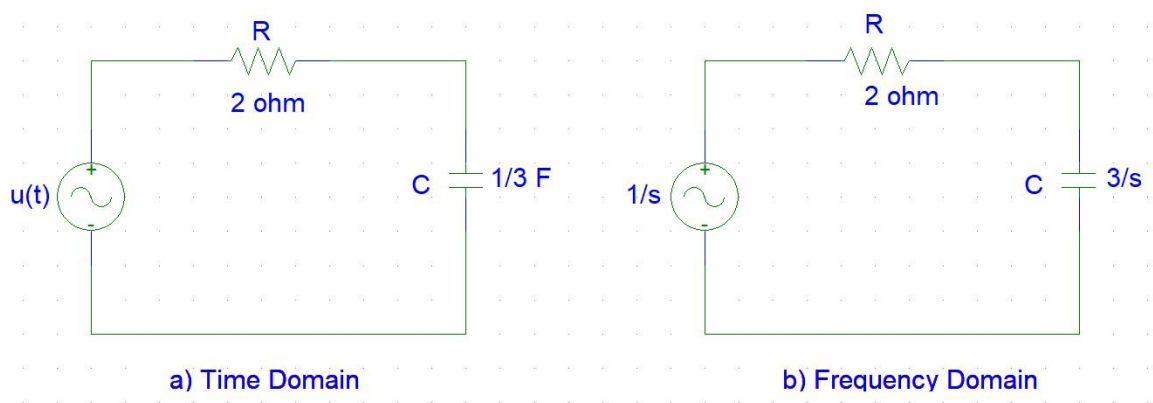 R
2 ohm
u(t)
+
-
C
1/3 F
a) Time Domain
R
2 ohm
1/s
+
-
C
3/s
b) Frequency Domain